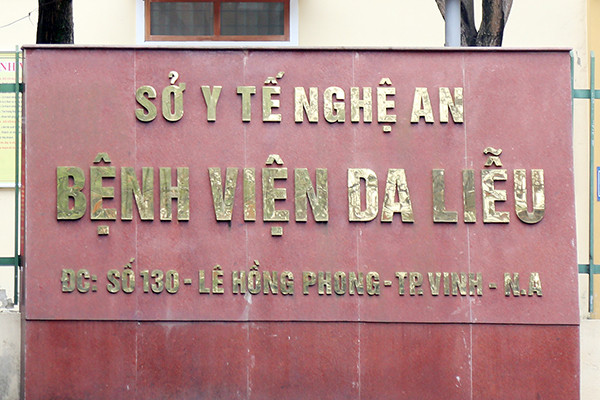 SỞ Y TẾ NGHỆ AN
BỆNH VIỆN DA LIỄU
ĐC: SỐ 130 - LÊ HỒNG PHONG - TP. VINH - N.A